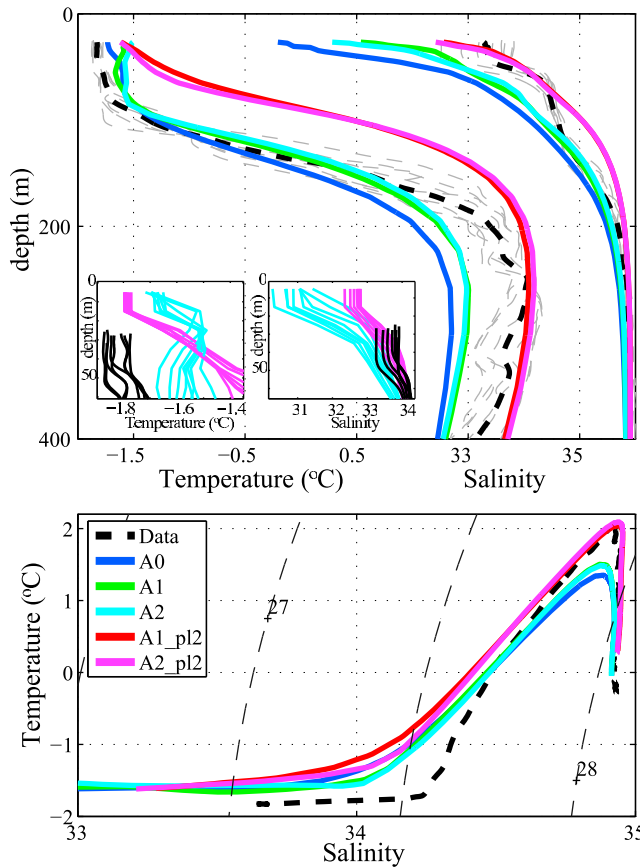 0
200
400
depth (m)
0
50
depth (m)
−1.8 −1.6 −1.4
Temperature (°C)
0
50
depth (m)
31 32 33 34
Salinity
−1.5 −0.5 0.5 33 35
Temperature (°C) Salinity
2
1
0
−1
−2
Temperature (°C)
Data
A0
A1
A2
A1_pl2
A2_pl2
27
28
33 34 35
Salinity